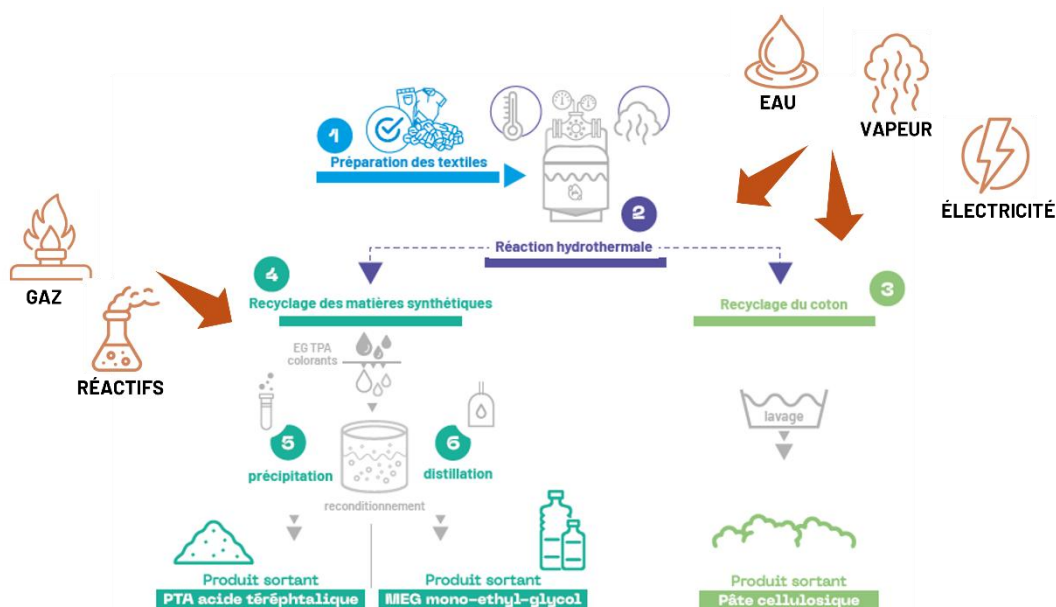 EAU
VAPEUR
ÉLECTRICITÉ
1
Préparation des textiles
2
Réaction hydrothermale
GAZ
RÉACTIFS
4
Recyclage des matières synthétiques
3
Recyclage du coton
EG TPA
colorants
lavage
5
précipitation
6
distillation
reconditionnement
Produit sortant
PTA acide téréphtalique
Produit sortant
MEG mono-ethyl-glycol
Produit sortant
Pâte cellulosique